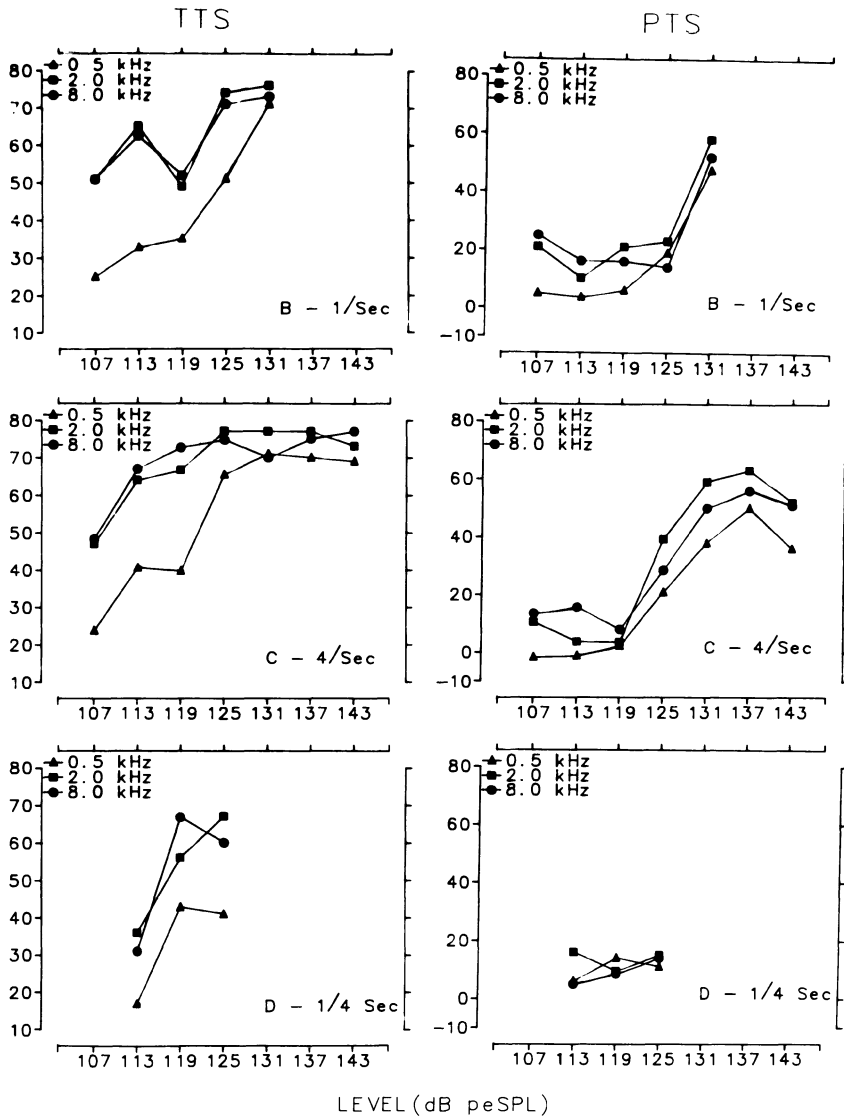 TTS
PTS
0.5 kHz
2.0 kHz
8.0 kHz
80
70
60
50
40
30
20
10
B - 1/Sec
107 113 119 125 131 137 143
0.5 kHz
2.0 kHz
8.0 kHz
80
60
40
20
0
-10
B - 1/Sec
107 113 119 125 131 137 143
0.5 kHz
2.0 kHz
8.0 kHz
80
70
60
50
40
30
20
10
C - 4/Sec
107 113 119 125 131 137 143
0.5 kHz
2.0 kHz
8.0 kHz
80
60
40
20
0
-10
C - 4/Sec
107 113 119 125 131 137 143
0.5 kHz
2.0 kHz
8.0 kHz
80
70
60
50
40
30
20
10
D - 1/4 Sec
107 113 119 125 131 137 143
0.5 kHz
2.0 kHz
8.0 kHz
80
60
40
20
0
-10
D - 1/4 Sec
107 113 119 125 131 137 143
LEVEL(dB peSPL)